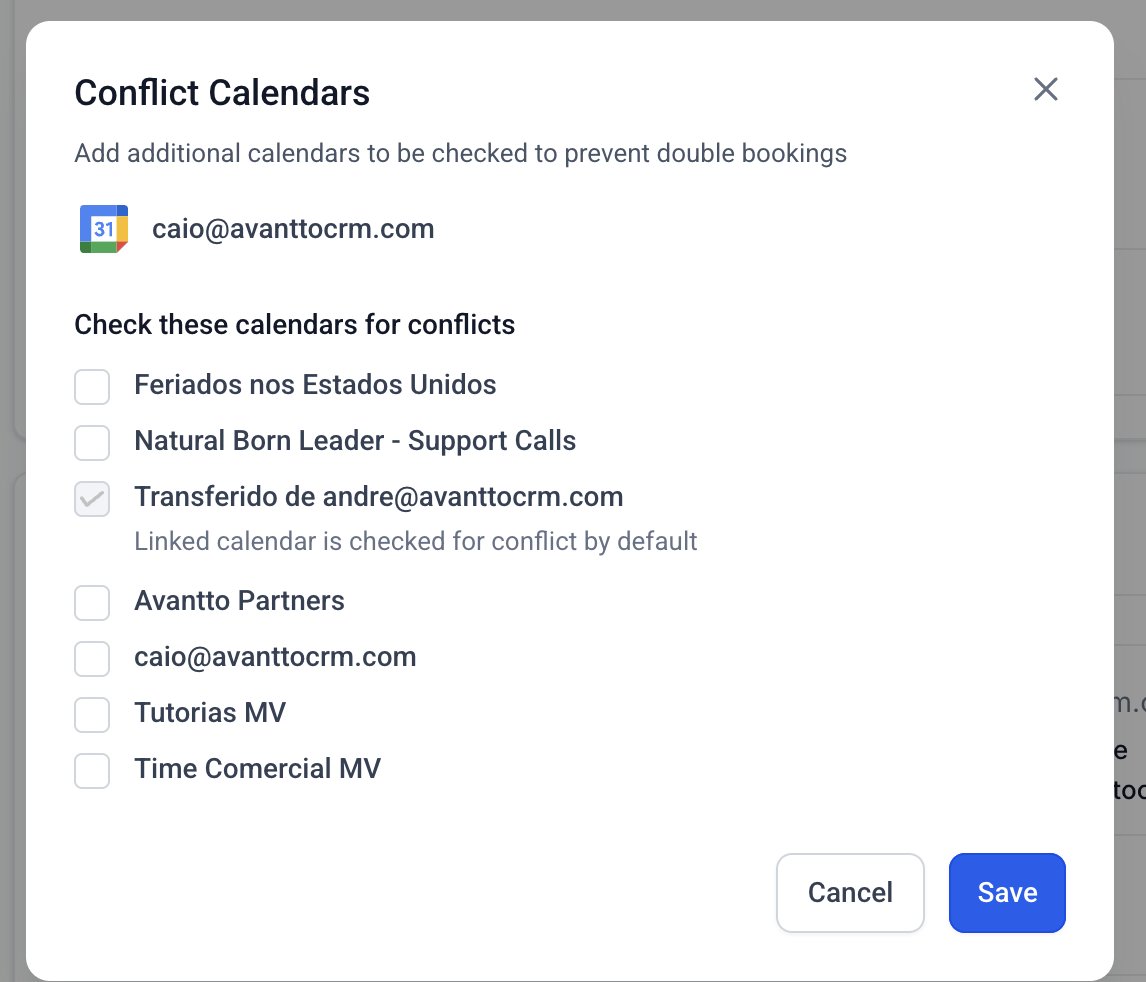 Conflict Calendars
Add additional calendars to be checked to prevent double bookings
31
caio@avanttocrm.com
Check these calendars for conflicts
Feriados nos Estados Unidos
Natural Born Leader - Support Calls
Transferido de andre@avanttocrm.com
Linked calendar is checked for conflict by default
Avantto Partners
caio@avanttocrm.com
Tutorias MV
Time Comercial MV
Cancel
Save